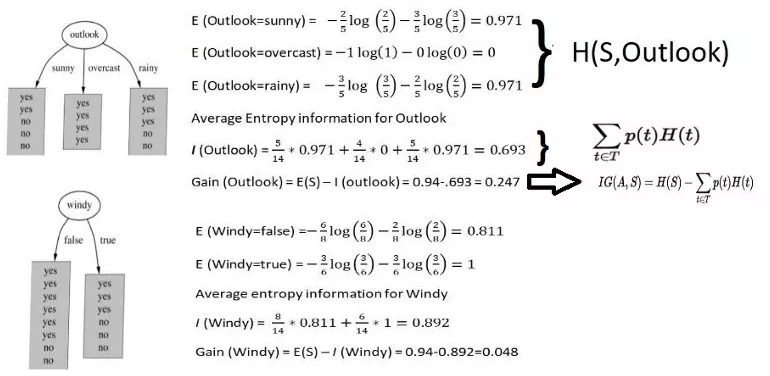 outlook
sunny overcast rainy
yes
yes
no
no
no
yes
yes
yes
yes
yes
yes
yes
no
no
E (Outlook=sunny) = −2/5 log (2/5) − 3/5 log (3/5) = 0.971
E (Outlook=overcast) = −1 log(1) − 0 log(0) = 0
E (Outlook=rainy) = −3/5 log (3/5) − 2/5 log (2/5) = 0.971
H(S,Outlook)
Average Entropy information for Outlook
I (Outlook) = 5/14 * 0.971 + 4/14 * 0 + 5/14 * 0.971 = 0.693
∑t∈T p(t)H(t)
Gain (Outlook) = E(S) – I (outlook) = 0.94-.693 = 0.247
IG(A,S) = H(S) − ∑t∈T p(t)H(t)
windy
false true
yes
yes
yes
yes
yes
yes
no
no
yes
yes
yes
no
no
no
E (Windy=false) = −6/8 log (6/8) − 2/8 log (2/8) = 0.811
E (Windy=true) = −3/6 log (3/6) − 3/6 log (3/6) = 1
Average entropy information for Windy
I (Windy) = 8/14 * 0.811 + 6/14 * 1 = 0.892
Gain (Windy) = E(S) – I (Windy) = 0.94-0.892=0.048